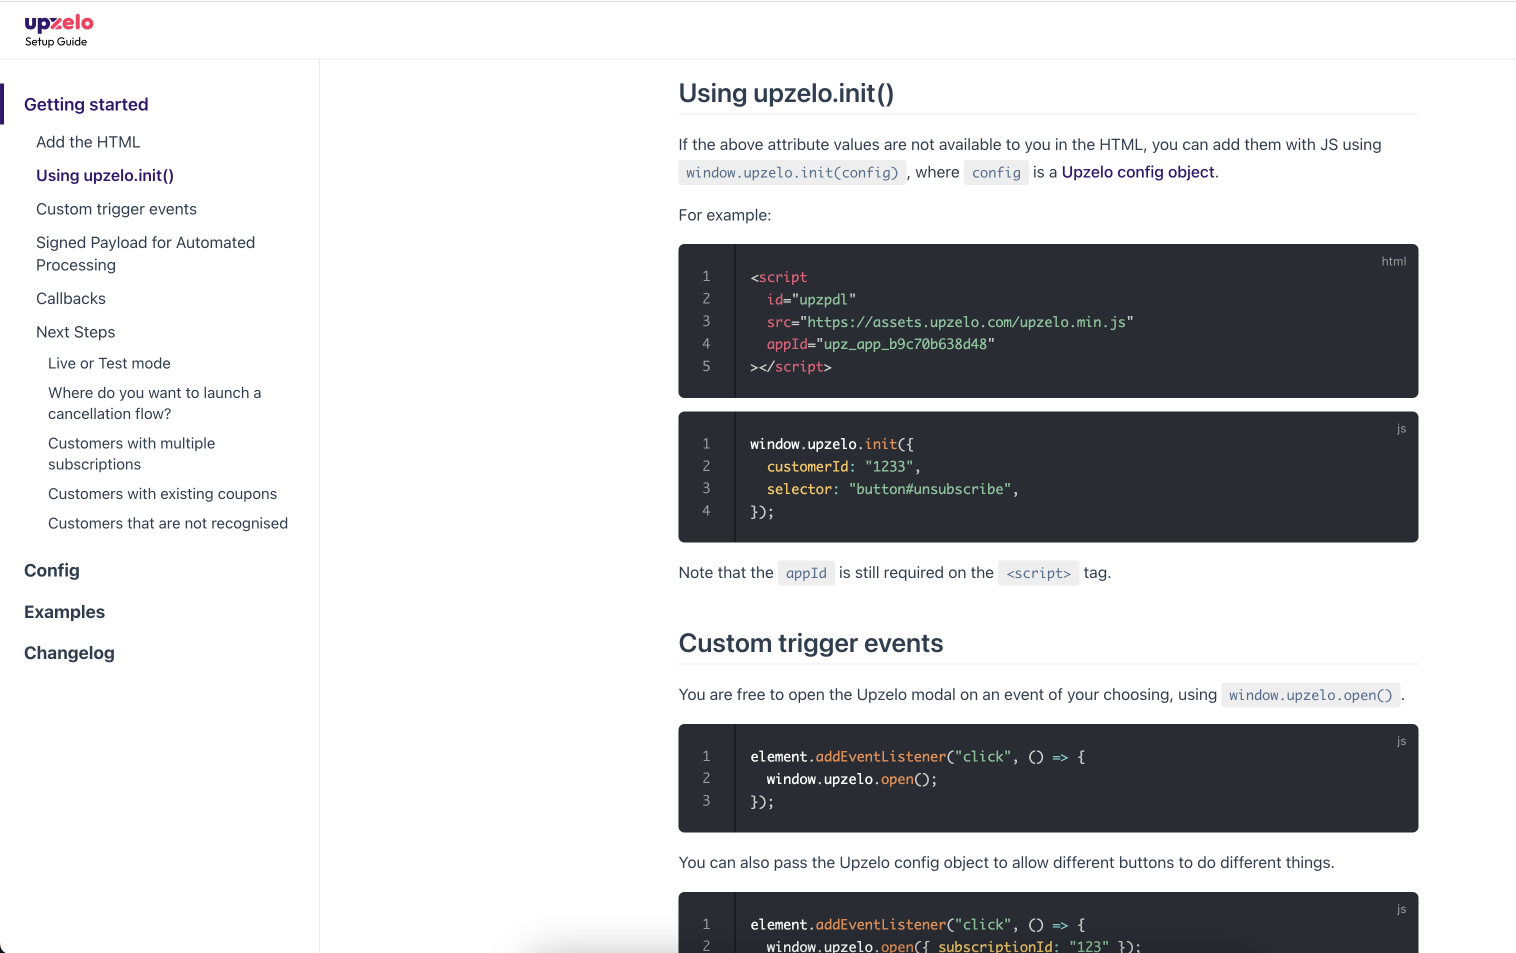 upzelo
Setup Guide
Getting started
Add the HTML
Using upzelo.init()
Custom trigger events
Signed Payload for Automated
Processing
Callbacks
Next Steps
Live or Test mode
Where do you want to launch a
cancellation flow?
Customers with multiple
subscriptions
Customers with existing coupons
Customers that are not recognised
Config
Examples
Changelog
Using upzelo.init()
If the above attribute values are not available to you in the HTML, you can add them with JS using
window.upzelo.init(config) , where config is a Upzelo config object.
For example:
html
1 <script
2 id="upzpdl"
3 src="https://assets.upzelo.com/upzelo.min.js"
4 appId="upz_app_b9c70b638d48"
5 ></script>
js
1 window.upzelo.init({
2 customerId: "1233",
3 selector: "button#unsubscribe",
4 });
Note that the appId is still required on the <script> tag.
Custom trigger events
You are free to open the Upzelo modal on an event of your choosing, using window.upzelo.open() .
js
1 element.addEventListener("click", () => {
2 window.upzelo.open();
3 });
You can also pass the Upzelo config object to allow different buttons to do different things.
js
1 element.addEventListener("click", () => {
2 window.upzelo.open({ subscriptionId: "123" });